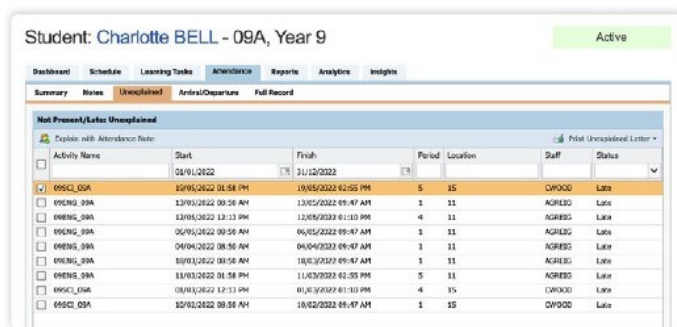 Student: Charlotte BELL - 09A, Year 9
Active
Dashboard Schedule Learning Tasks Attendance Reports Analytics Insights
Summary Notes Unexplained Arrival/Departure Full Record
Not Present/Late: Unexplained
Explain with Attendance Note Print Unexplained Letter
Activity Name Start Finish Period Location Staff Status
01/01/2022 31/12/2022
09SCI_09A 19/05/2022 01:58 PM 19/05/2022 02:55 PM 5 15 CWOOD Late
09ENG_09A 13/05/2022 08:50 AM 13/05/2022 09:47 AM 1 11 AGREIG Late
09ENG_09A 12/05/2022 12:13 PM 12/05/2022 01:10 PM 4 11 AGREIG Late
09ENG_09A 06/05/2022 08:50 AM 06/05/2022 09:47 AM 1 11 AGREIG Late
09ENG_09A 04/04/2022 08:50 AM 04/04/2022 09:47 AM 1 11 AGREIG Late
09ENG_09A 18/03/2022 08:50 AM 18/03/2022 09:47 AM 1 11 AGREIG Late
09ENG_09A 11/03/2022 01:58 PM 11/03/2022 02:55 PM 5 11 AGREIG Late
09SCI_09A 01/03/2022 12:13 PM 01/03/2022 01:10 PM 4 15 CWOOD Late
09SCI_09A 10/02/2022 08:50 AM 10/02/2022 09:47 AM 1 15 CWOOD Late